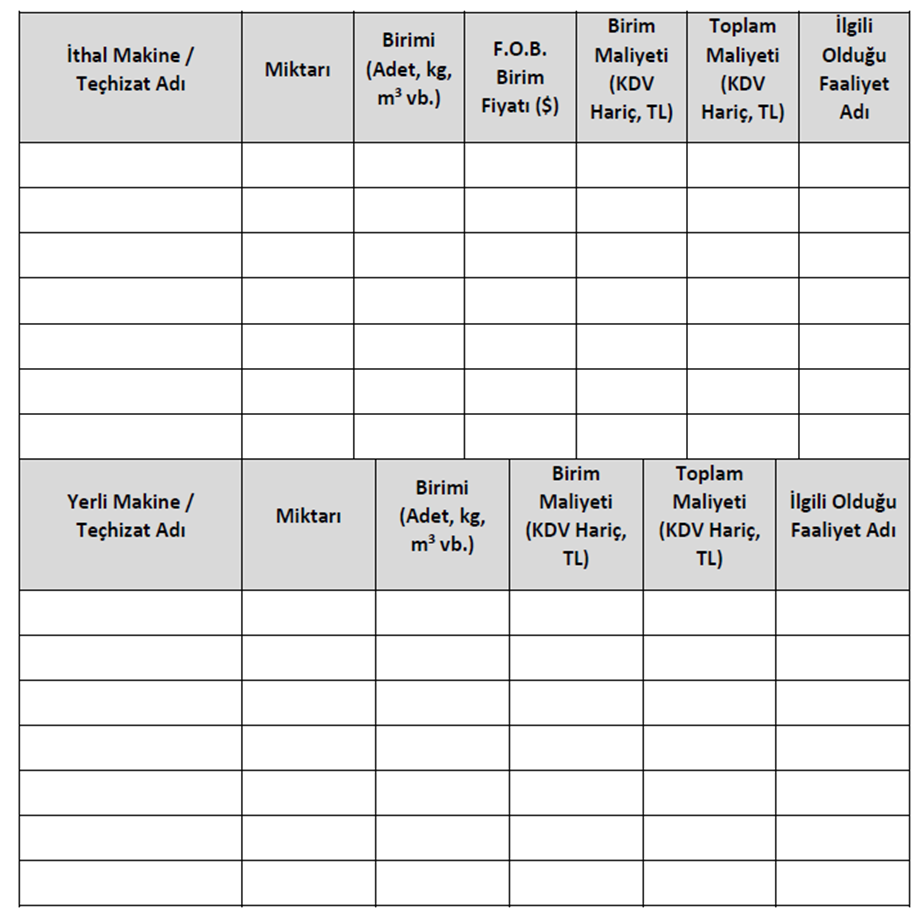 İthal Makine /
Teçhizat Adı
Miktarı
Birimi
(Adet, kg,
m³ vb.)
F.O.B.
Birim
Fiyatı ($)
Birim
Maliyeti
(KDV
Hariç, TL)
Toplam
Maliyeti
(KDV
Hariç, TL)
İlgili
Olduğu
Faaliyet
Adı
Yerli Makine /
Teçhizat Adı
Miktarı
Birimi
(Adet, kg,
m³ vb.)
Birim
Maliyeti
(KDV Hariç,
TL)
Toplam
Maliyeti
(KDV Hariç,
TL)
İlgili Olduğu
Faaliyet Adı